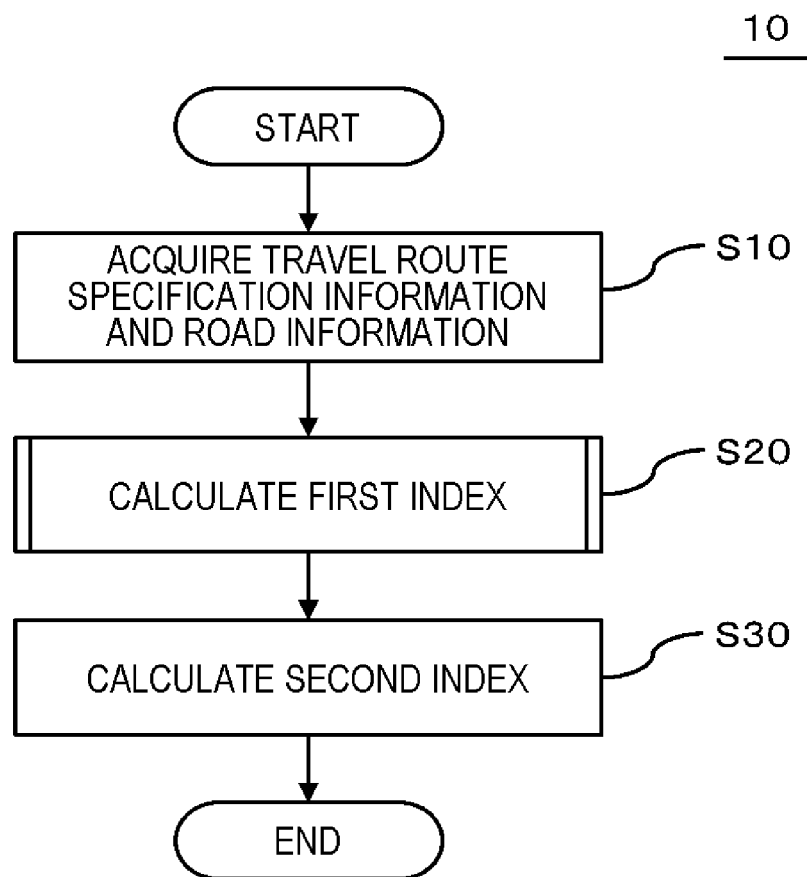 10
START
ACQUIRE TRAVEL ROUTE
SPECIFICATION INFORMATION
AND ROAD INFORMATION
S10
CALCULATE FIRST INDEX
S20
CALCULATE SECOND INDEX
S30
END